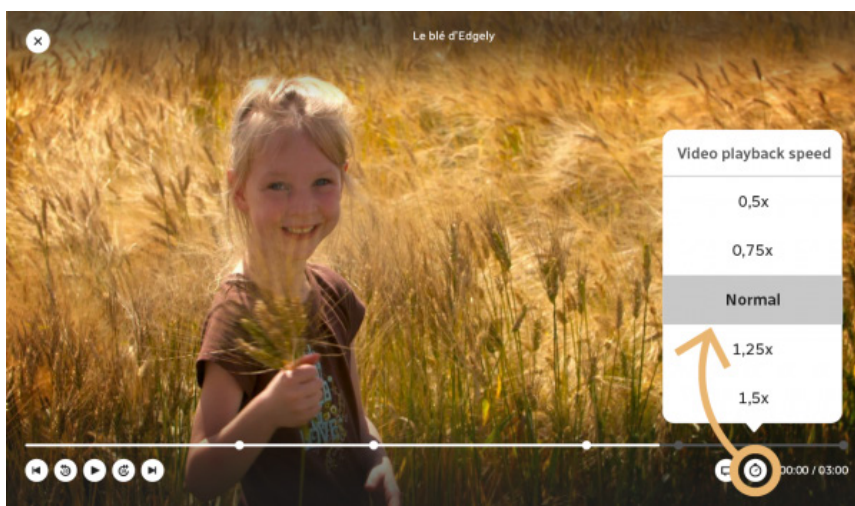 Le blé d'Edgely
Video playback speed
0,5x
0,75x
Normal
1,25x
1,5x
00:00 / 03:00